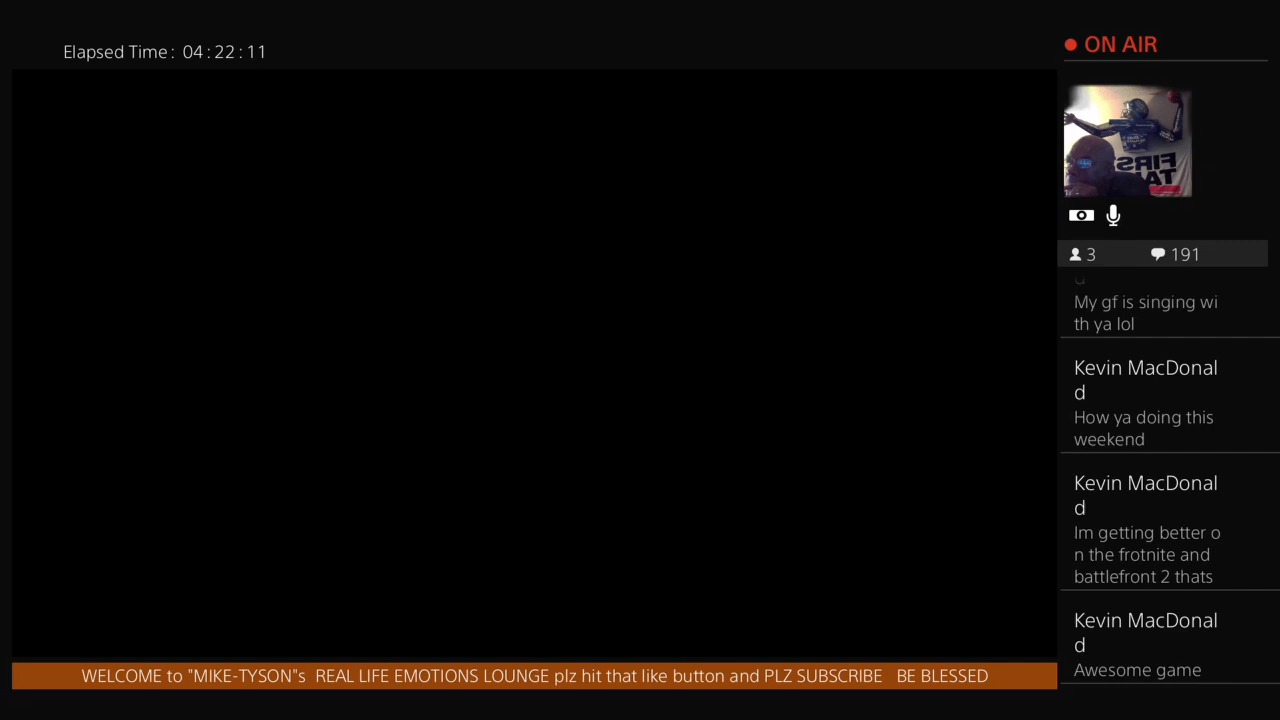 Elapsed Time: 04:22:11
ON AIR
FIRS
TA
3 191
My gf is singing wi
th ya lol
Kevin MacDonal
d
How ya doing this
weekend
Kevin MacDonal
d
Im getting better o
n the frotnite and
battlefront 2 thats
Kevin MacDonal
d
Awesome game
WELCOME to "MIKE-TYSON"s REAL LIFE EMOTIONS LOUNGE plz hit that like button and PLZ SUBSCRIBE BE BLESSED